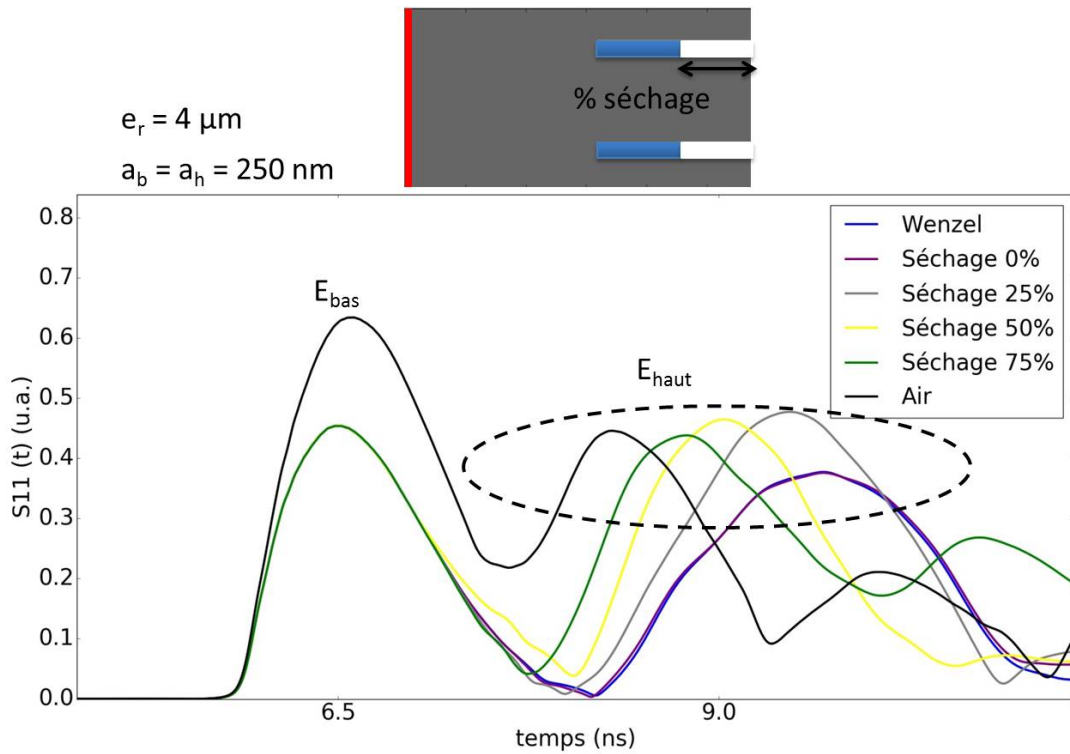 % séchage
e_r = 4 µm
a_b = a_h = 250 nm
E_bas
E_haut
Wenzel
Séchage 0%
Séchage 25%
Séchage 50%
Séchage 75%
Air
S11 (t) (u.a.)
0.8
0.7
0.6
0.5
0.4
0.3
0.2
0.1
0.0
6.5
9.0
temps (ns)